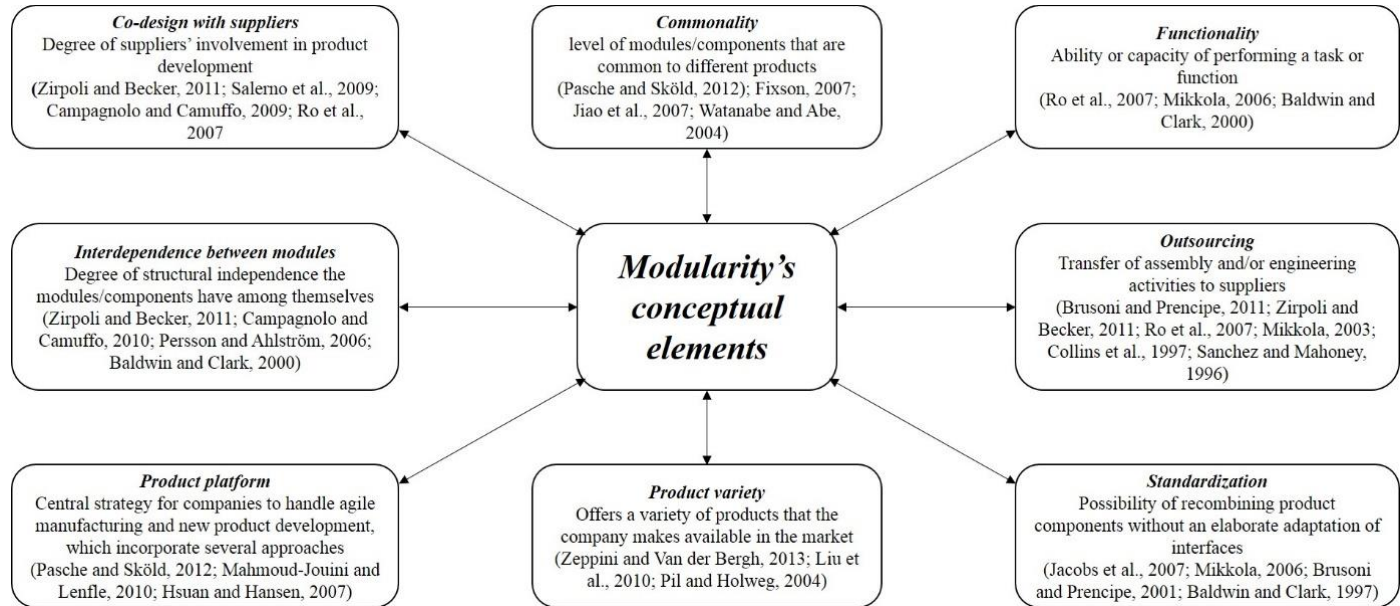 Co-design with suppliers
Degree of suppliers’ involvement in product
development
(Zirpoli and Becker, 2011; Salerno et al., 2009;
Campagnolo and Camuffo, 2009; Ro et al.,
2007
Commonality
level of modules/components that are
common to different products
(Pasche and Sköld, 2012); Fixson, 2007;
Jiao et al., 2007; Watanabe and Abe,
2004)
Functionality
Ability or capacity of performing a task or
function
(Ro et al., 2007; Mikkola, 2006; Baldwin and
Clark, 2000)
Interdependence between modules
Degree of structural independence the
modules/components have among themselves
(Zirpoli and Becker, 2011; Campagnolo and
Camuffo, 2010; Persson and Ahlström, 2006;
Baldwin and Clark, 2000)
Modularity’s
conceptual
elements
Outsourcing
Transfer of assembly and/or engineering
activities to suppliers
(Brusoni and Prencipe, 2011; Zirpoli and
Becker, 2011; Ro et al., 2007; Mikkola, 2003;
Collins et al., 1997; Sanchez and Mahoney,
1996)
Product platform
Central strategy for companies to handle agile
manufacturing and new product development,
which incorporate several approaches
(Pasche and Sköld, 2012; Mahmoud-Jouini and
Lenfle, 2010; Hsuan and Hansen, 2007)
Product variety
Offers a variety of products that the
company makes available in the market
(Zeppini and Van der Bergh, 2013; Liu et
al., 2010; Pil and Holweg, 2004)
Standardization
Possibility of recombining product
components without an elaborate adaptation of
interfaces
(Jacobs et al., 2007; Mikkola, 2006; Brusoni
and Prencipe, 2001; Baldwin and Clark, 1997)